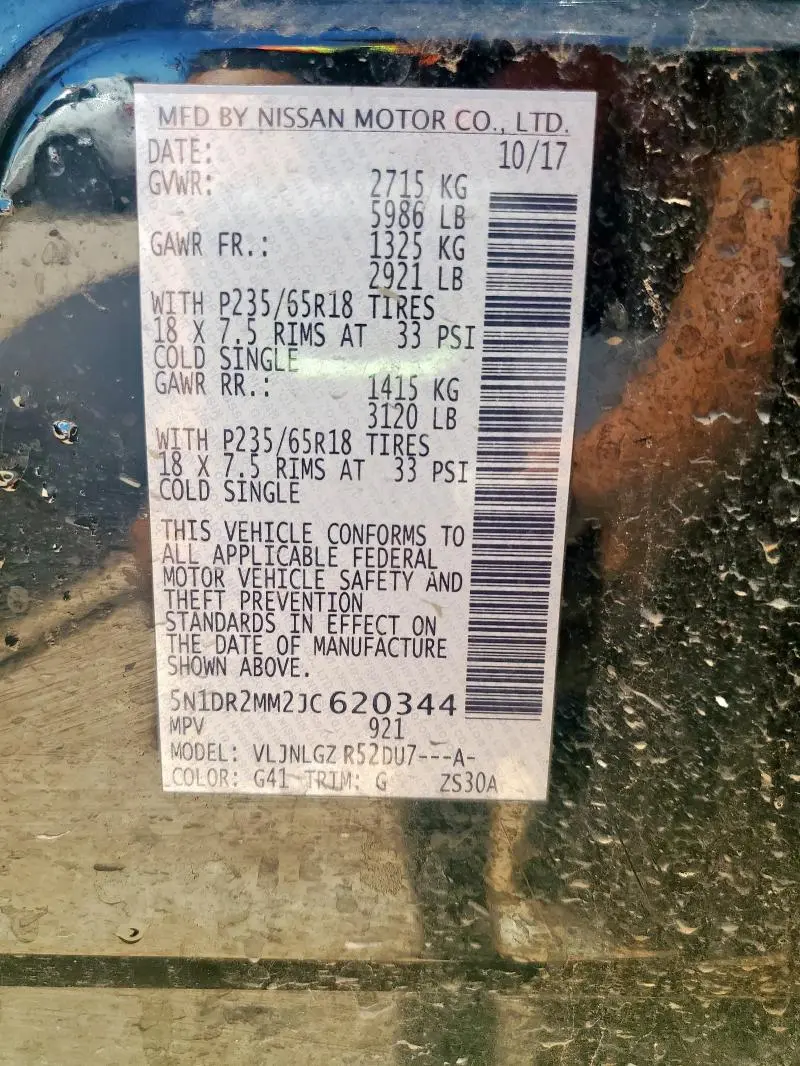 MFD BY NISSAN MOTOR CO., LTD.
DATE: 10/17
GVWR: 2715 KG
5986 LB
GAWR FR.: 1325 KG
2921 LB
WITH P235/65R18 TIRES
18 X 7.5 RIMS AT 33 PSI
COLD SINGLE
GAWR RR.: 1415 KG
3120 LB
WITH P235/65R18 TIRES
18 X 7.5 RIMS AT 33 PSI
COLD SINGLE
THIS VEHICLE CONFORMS TO
ALL APPLICABLE FEDERAL
MOTOR VEHICLE SAFETY AND
THEFT PREVENTION
STANDARDS IN EFFECT ON
THE DATE OF MANUFACTURE
SHOWN ABOVE.
5N1DR2MM2JC620344
MPV 921
MODEL: VLJNLGZ R52DU7---A-
COLOR: G41 TRIM: G ZS30A